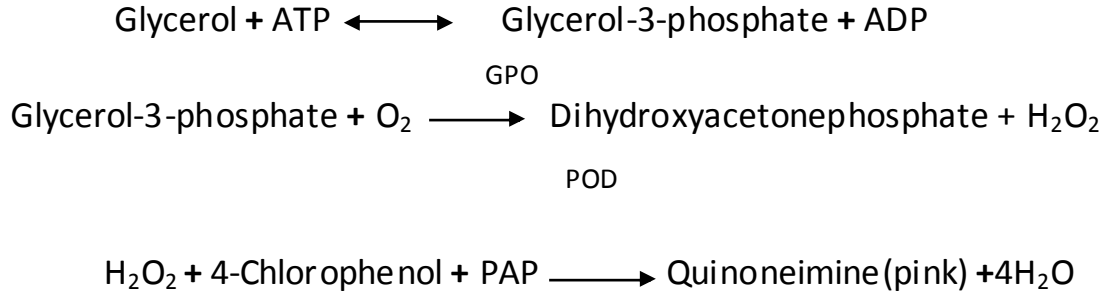 Glycerol + ATP ⟷ Glycerol-3-phosphate + ADP
GPO
Glycerol-3-phosphate + O₂ ⟶ Dihydroxyacetonephosphate + H₂O₂
POD
H₂O₂ + 4-Chlorophenol + PAP ⟶ Quinoneimine(pink) +4H₂O